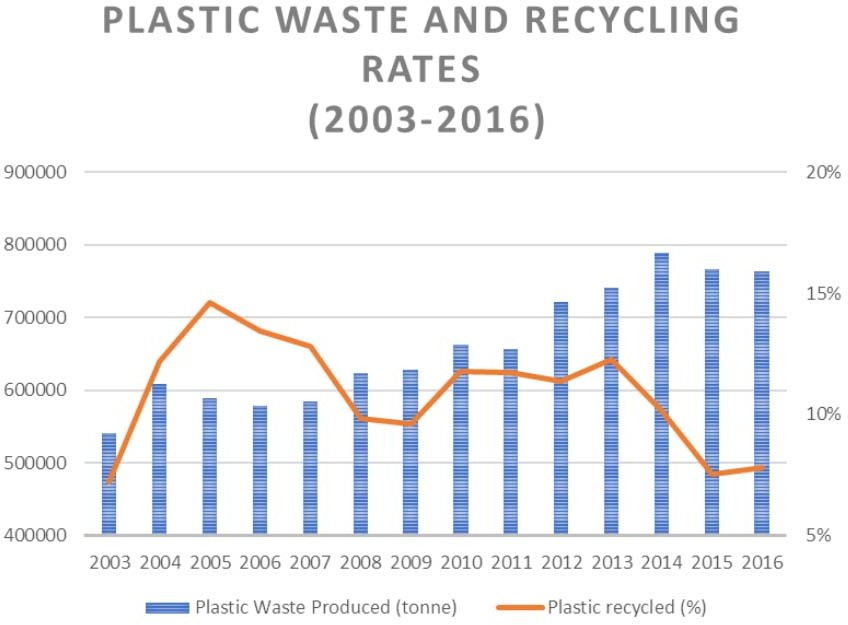 PLASTIC WASTE AND RECYCLING
RATES
(2003-2016)
900000
800000
700000
600000
500000
400000
20%
15%
10%
5%
2003 2004 2005 2006 2007 2008 2009 2010 2011 2012 2013 2014 2015 2016
Plastic Waste Produced (tonne) Plastic recycled (%)